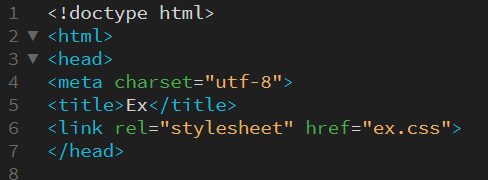 1 <!doctype html>
2 ▼ <html>
3 ▼ <head>
4 <meta charset="utf-8">
5 <title>Ex</title>
6 <link rel="stylesheet" href="ex.css">
7 </head>
8